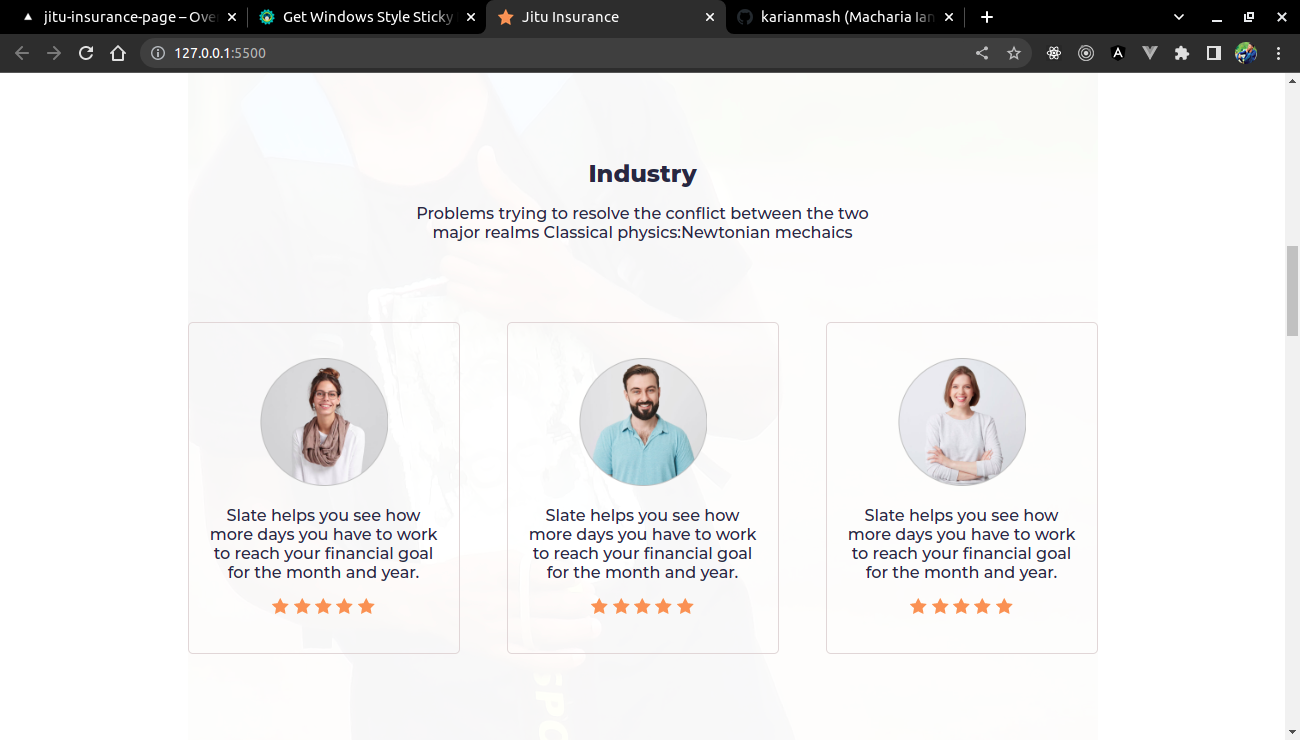 jitu-insurance-page – Ove
Get Windows Style Sticky
Jitu Insurance
karianmash (Macharia Ian
127.0.0.1:5500
Industry
Problems trying to resolve the conflict between the two
major realms Classical physics:Newtonian mechaics
Slate helps you see how
more days you have to work
to reach your financial goal
for the month and year.
Slate helps you see how
more days you have to work
to reach your financial goal
for the month and year.
Slate helps you see how
more days you have to work
to reach your financial goal
for the month and year.